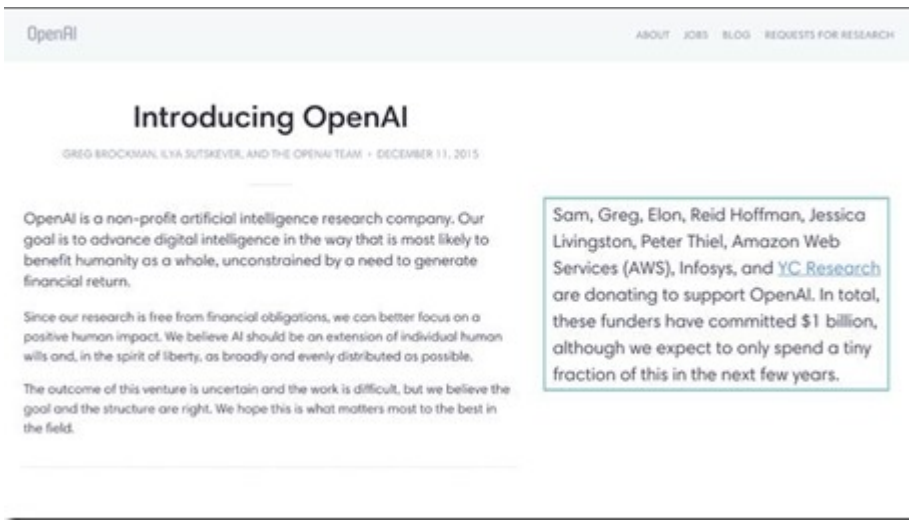 OpenAI
ABOUT JOBS BLOG REQUESTS FOR RESEARCH
Introducing OpenAI
GREG BROCKMAN, ILYA SUTSKEVER, AND THE OPENAI TEAM • DECEMBER 11, 2015
OpenAI is a non-profit artificial intelligence research company. Our
goal is to advance digital intelligence in the way that is most likely to
benefit humanity as a whole, unconstrained by a need to generate
financial return.
Since our research is free from financial obligations, we can better focus on a
positive human impact. We believe AI should be an extension of individual human
wills and, in the spirit of liberty, as broadly and evenly distributed as possible.
The outcome of this venture is uncertain and the work is difficult, but we believe the
goal and the structure are right. We hope this is what matters most to the best in
the field.
Sam, Greg, Elon, Reid Hoffman, Jessica
Livingston, Peter Thiel, Amazon Web
Services (AWS), Infosys, and YC Research
are donating to support OpenAI. In total,
these funders have committed $1 billion,
although we expect to only spend a tiny
fraction of this in the next few years.